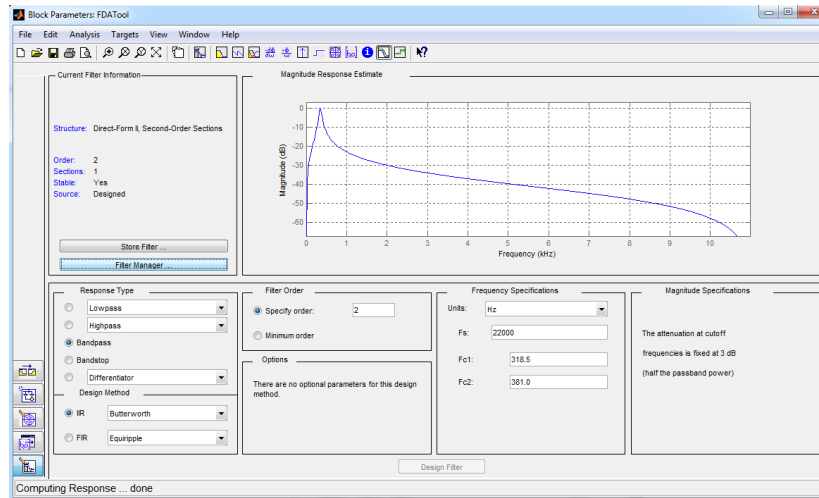 Block Parameters: FDATool
File Edit Analysis Targets View Window Help
Current Filter Information
Structure: Direct-Form II, Second-Order Sections
Order: 2
Sections: 1
Stable: Yes
Source: Designed
Store Filter ...
Filter Manager ...
Magnitude Response Estimate
0
-10
-20
-30
-40
-50
-60
Magnitude (dB)
0 1 2 3 4 5 6 7 8 9 10
Frequency (kHz)
Response Type
Lowpass
Highpass
Bandpass
Bandstop
Differentiator
Design Method
IIR Butterworth
FIR Equiripple
Filter Order
Specify order: 2
Minimum order
Options
There are no optional parameters for this design
method.
Frequency Specifications
Units: Hz
Fs: 22000
Fc1: 318.5
Fc2: 381.0
Magnitude Specifications
The attenuation at cutoff
frequencies is fixed at 3 dB
(half the passband power)
Design Filter
Computing Response ... done